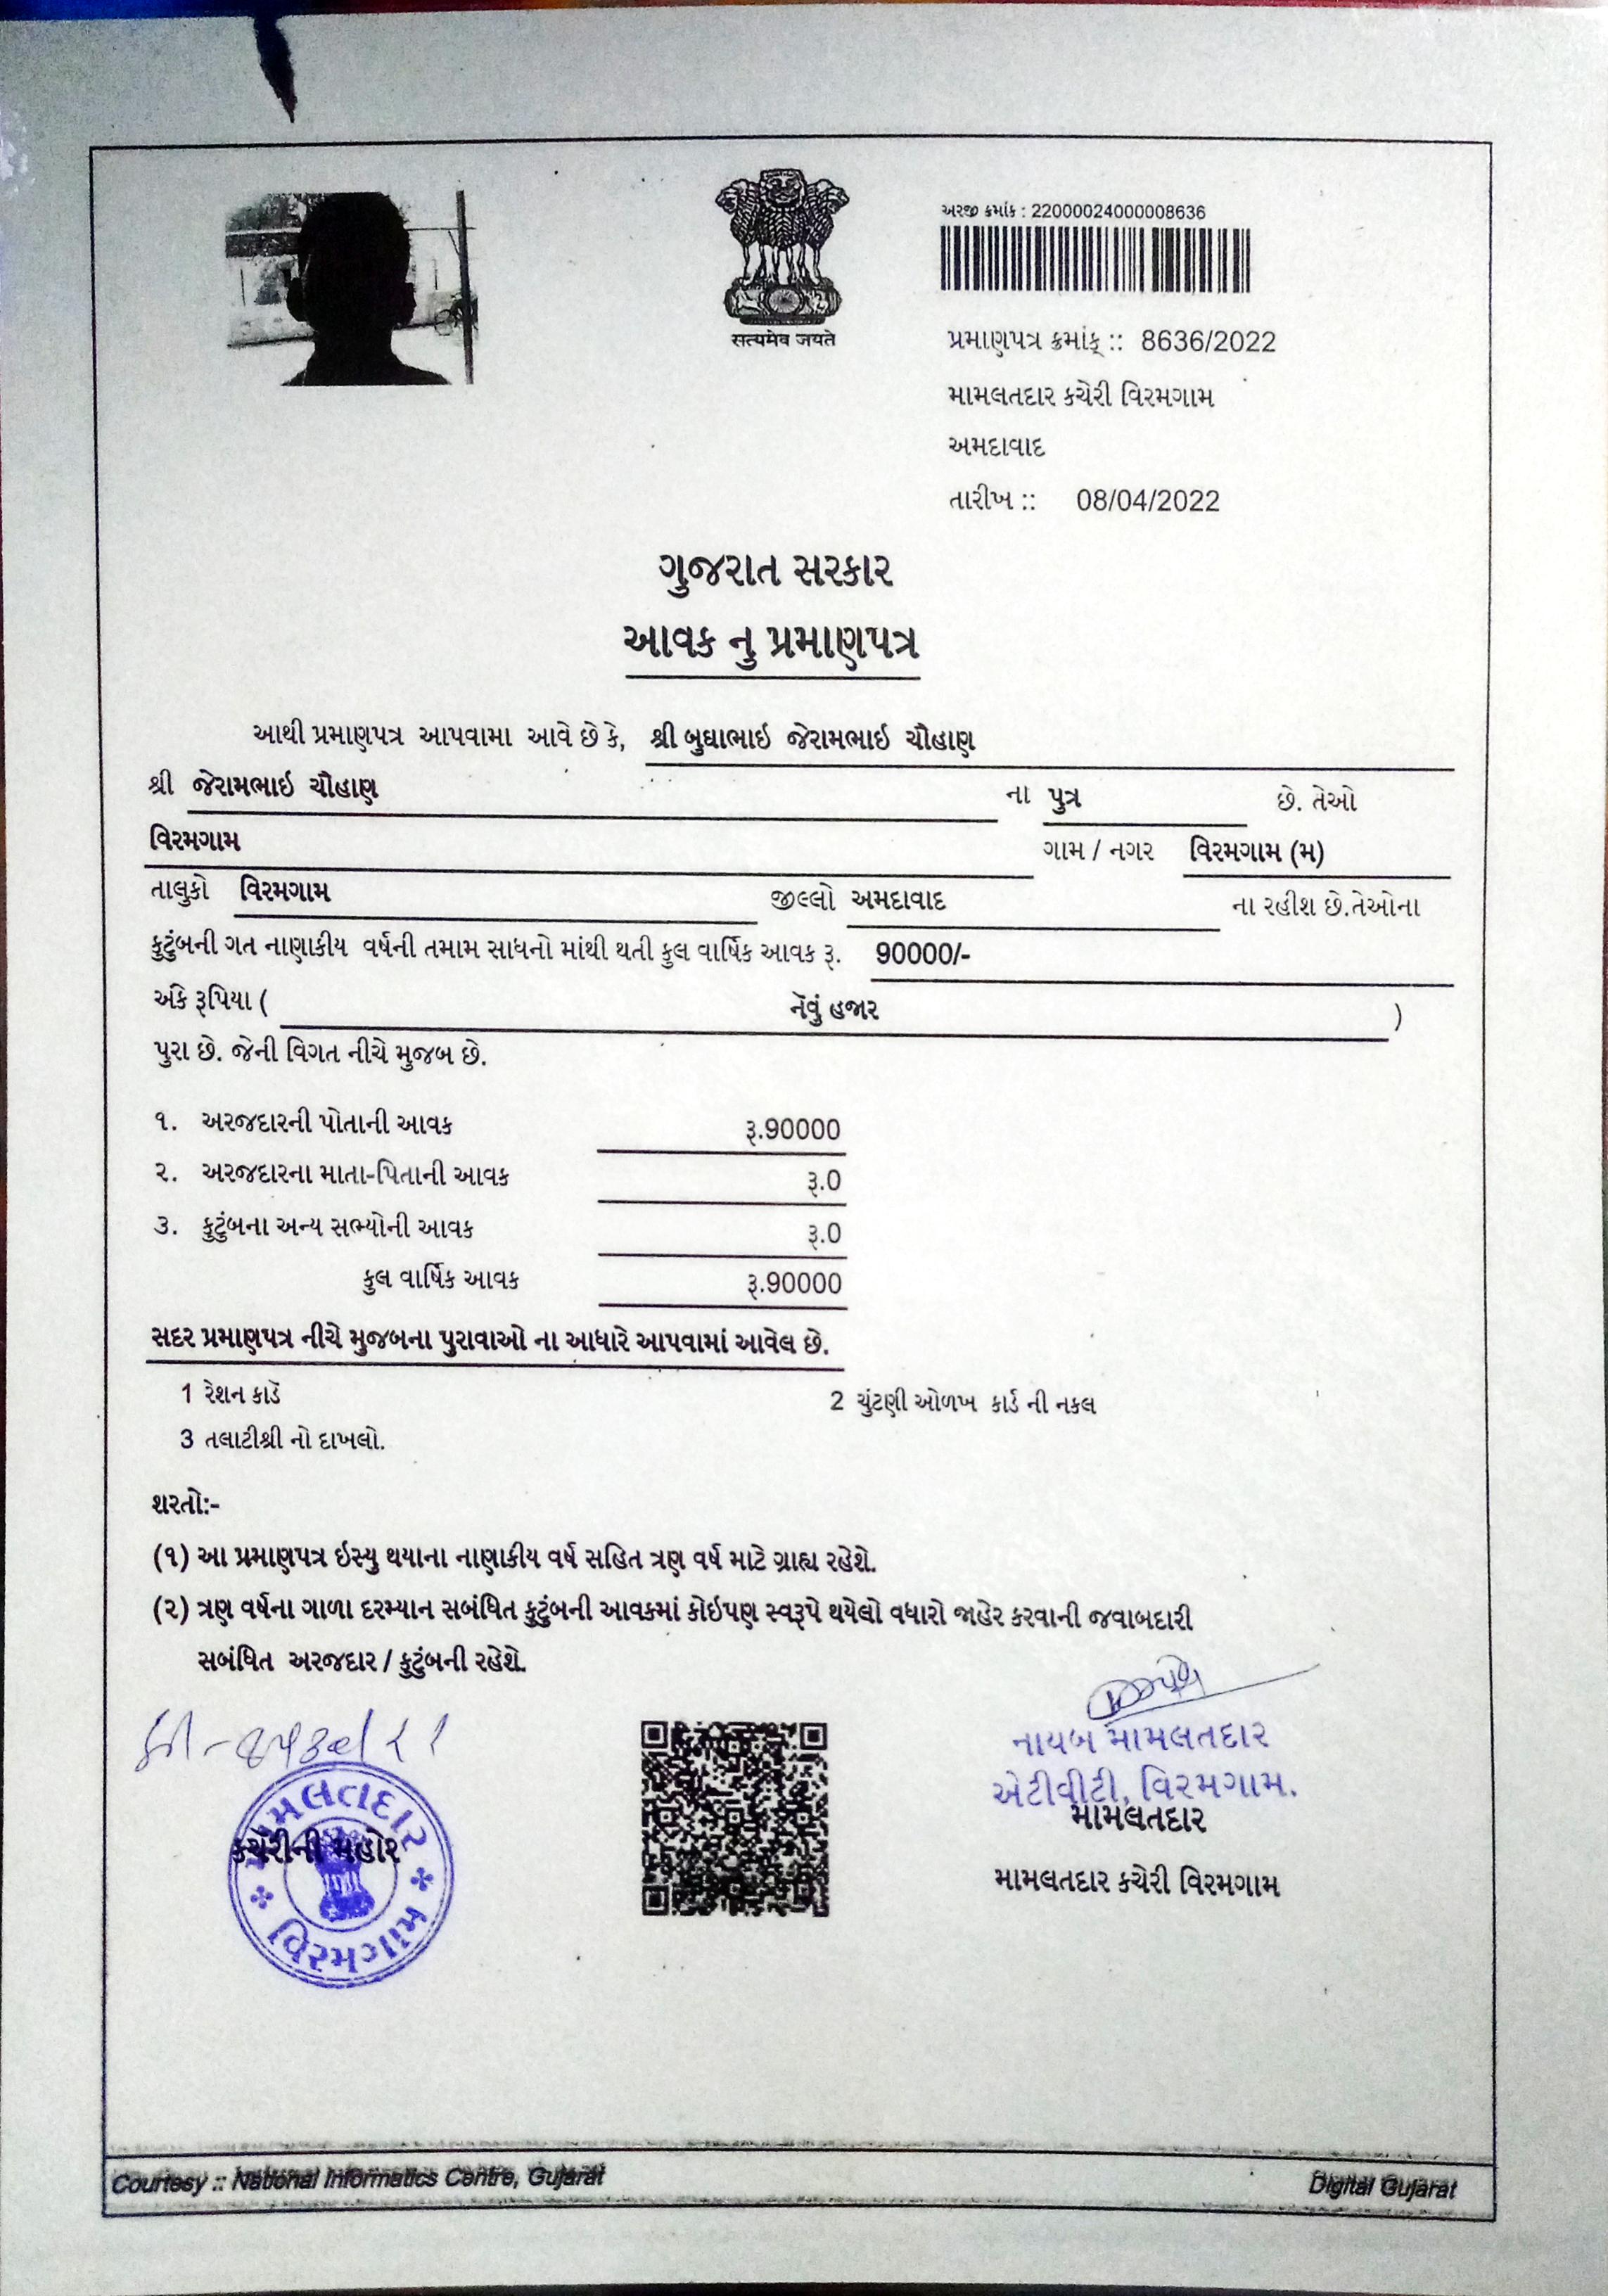 અરજી ક્રમાંક : 22000024000008636
सत्यमेव जयते
પ્રમાણપત્ર ક્રમાંક્ :: 8636/2022
મામલતદાર કચેરી વિરમગામ
અમદાવાદ
તારીખ :: 08/04/2022
ગુજરાત સરકાર
આવક નુ પ્રમાણપત્ર
આથી પ્રમાણપત્ર આપવામા આવે છે કે, શ્રી બુઘાભાઇ જેરામભાઇ ચૌહાણ
શ્રી જેરામભાઇ ચૌહાણ ના પુત્ર છે. તેઓ
વિરમગામ ગામ / નગર વિરમગામ (મ)
તાલુકો વિરમગામ જીલ્લો અમદાવાદ ના રહીશ છે.તેઓના
કુટુંબની ગત નાણાકીય વર્ષની તમામ સાધનો માંથી થતી કુલ વાર્ષિક આવક રૂ. 90000/-
અંકે રૂપિયા ( નેવું હજાર )
પુરા છે. જેની વિગત નીચે મુજબ છે.
૧. અરજદારની પોતાની આવક રૂ.90000
૨. અરજદારના માતા-પિતાની આવક રૂ.0
૩. કુટુંબના અન્ય સભ્યોની આવક રૂ.0
કુલ વાર્ષિક આવક રૂ.90000
સદર પ્રમાણપત્ર નીચે મુજબના પુરાવાઓ ના આધારે આપવામાં આવેલ છે.
1 રેશન કાર્ડ 2 ચુંટણી ઓળખ કાર્ડ ની નકલ
3 તલાટીશ્રી નો દાખલો.
શરતો:-
(૧) આ પ્રમાણપત્ર ઇસ્યુ થયાના નાણાકીય વર્ષ સહિત ત્રણ વર્ષ માટે ગ્રાહ્ય રહેશે.
(૨) ત્રણ વર્ષના ગાળા દરમ્યાન સબંધિત કુટુંબની આવકમાં કોઇપણ સ્વરૂપે થયેલો વધારો જાહેર કરવાની જવાબદારી
સબંધિત અરજદાર / કુટુંબની રહેશે.
નાયબ મામલતદાર
એટીવીટી, વિરમગામ.
મામલતદાર
મામલતદાર
કચેરીની મહોર
મામલતદાર કચેરી વિરમગામ
વિરમગામ
Courtesy :: National Informatics Centre, Gujarat Digital Gujarat